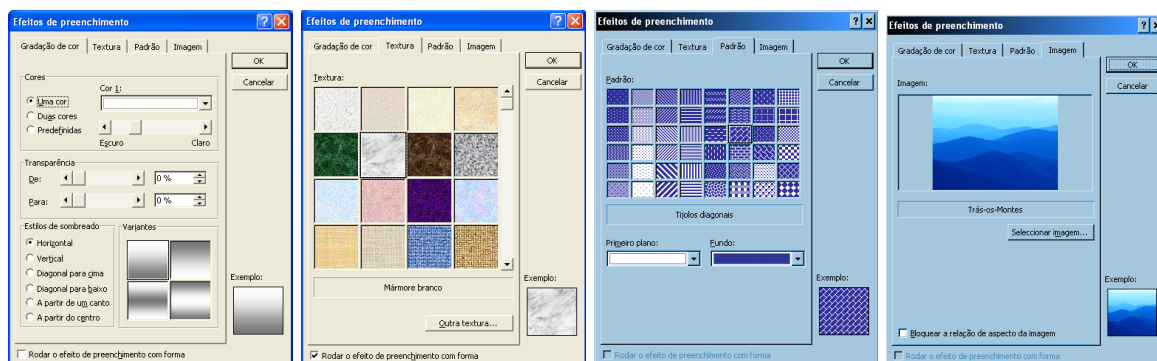 Efeitos de preenchimento
Gradação de cor Textura Padrão Imagem
OK
Cancelar
Cores
Uma cor
Duas cores
Predefinidas
Cor 1:
Escuro Claro
Transparência
De: 0 %
Para: 0 %
Estilos de sombreado
Horizontal
Vertical
Diagonal para cima
Diagonal para baixo
A partir de um canto
A partir do centro
Variantes
Exemplo:
Rodar o efeito de preenchimento com forma
Efeitos de preenchimento
Gradação de cor Textura Padrão Imagem
OK
Cancelar
Textura:
Mármore branco
Outra textura...
Exemplo:
Rodar o efeito de preenchimento com forma
Efeitos de preenchimento
Gradação de cor Textura Padrão Imagem
OK
Cancelar
Padrão:
Tijolos diagonais
Primeiro plano: Fundo:
Exemplo:
Rodar o efeito de preenchimento com forma
Efeitos de preenchimento
Gradação de cor Textura Padrão Imagem
OK
Cancelar
Imagem:
Trás-os-Montes
Seleccionar imagem...
Exemplo:
Bloquear a relação de aspecto da imagem
Rodar o efeito de preenchimento com forma